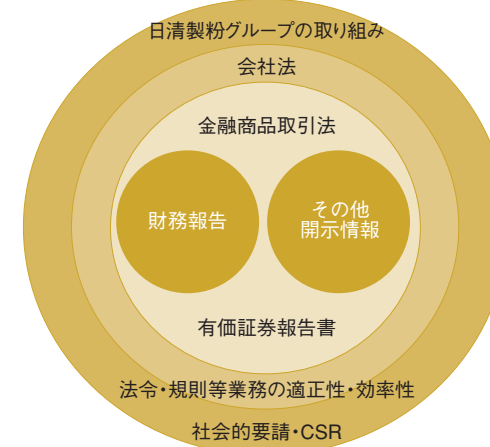 日清製粉グループの取り組み
会社法
金融商品取引法
財務報告
その他
開示情報
有価証券報告書
法令・規則等業務の適正性・効率性
社会的要請・CSR